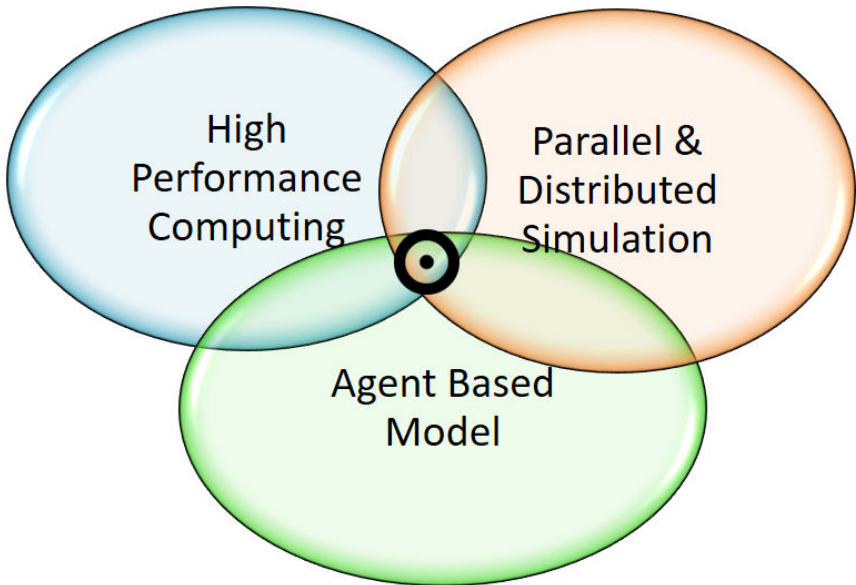 High
Performance
Computing
Parallel &
Distributed
Simulation
Agent Based
Model